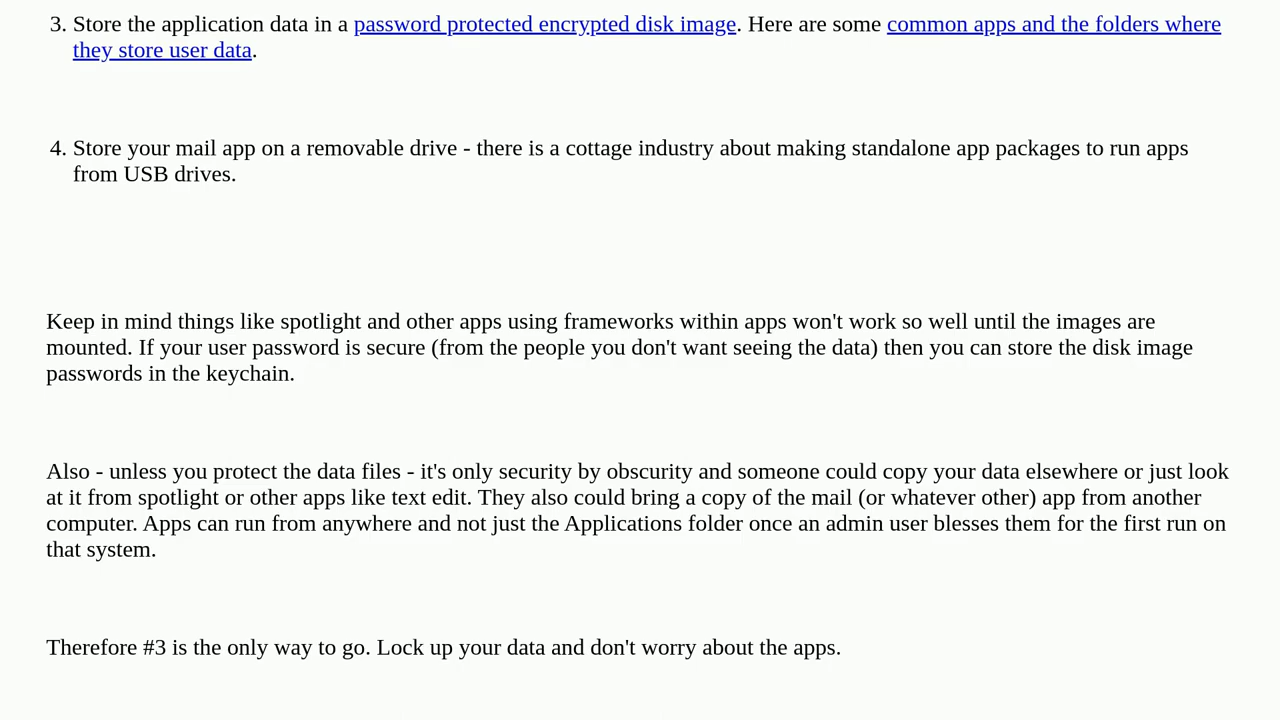 3. Store the application data in a password protected encrypted disk image. Here are some common apps and the folders where
they store user data.
4. Store your mail app on a removable drive - there is a cottage industry about making standalone app packages to run apps
from USB drives.
Keep in mind things like spotlight and other apps using frameworks within apps won't work so well until the images are
mounted. If your user password is secure (from the people you don't want seeing the data) then you can store the disk image
passwords in the keychain.
Also - unless you protect the data files - it's only security by obscurity and someone could copy your data elsewhere or just look
at it from spotlight or other apps like text edit. They also could bring a copy of the mail (or whatever other) app from another
computer. Apps can run from anywhere and not just the Applications folder once an admin user blesses them for the first run on
that system.
Therefore #3 is the only way to go. Lock up your data and don't worry about the apps.